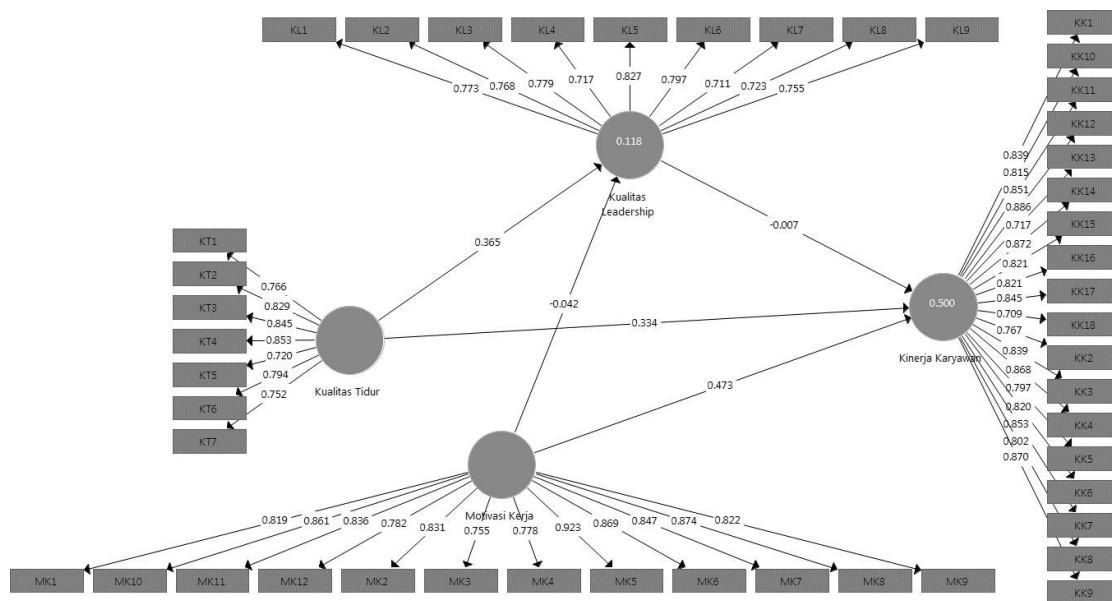 KL1 KL2 KL3 KL4 KL5 KL6 KL7 KL8 KL9
0.773 0.768 0.779 0.717 0.827 0.797 0.711 0.723 0.755
0.118
Kualitas
Leadership
0.365
-0.042
-0.007
0.334
0.473
KT1
KT2
KT3
KT4
KT5
KT6
KT7
0.766
0.829
0.845
0.853
0.720
0.794
0.752
Kualitas Tidur
0.500
Kinerja Karyawan
0.839
0.815
0.851
0.886
0.717
0.872
0.821
0.821
0.845
0.709
0.767
0.839
0.868
0.797
0.820
0.853
0.802
0.870
KK1
KK10
KK11
KK12
KK13
KK14
KK15
KK16
KK17
KK18
KK2
KK3
KK4
KK5
KK6
KK7
KK8
KK9
Motivasi Kerja
0.819 0.861 0.836 0.782 0.831 0.755 0.778 0.923 0.869 0.847 0.874 0.822
MK1 MK10 MK11 MK12 MK2 MK3 MK4 MK5 MK6 MK7 MK8 MK9